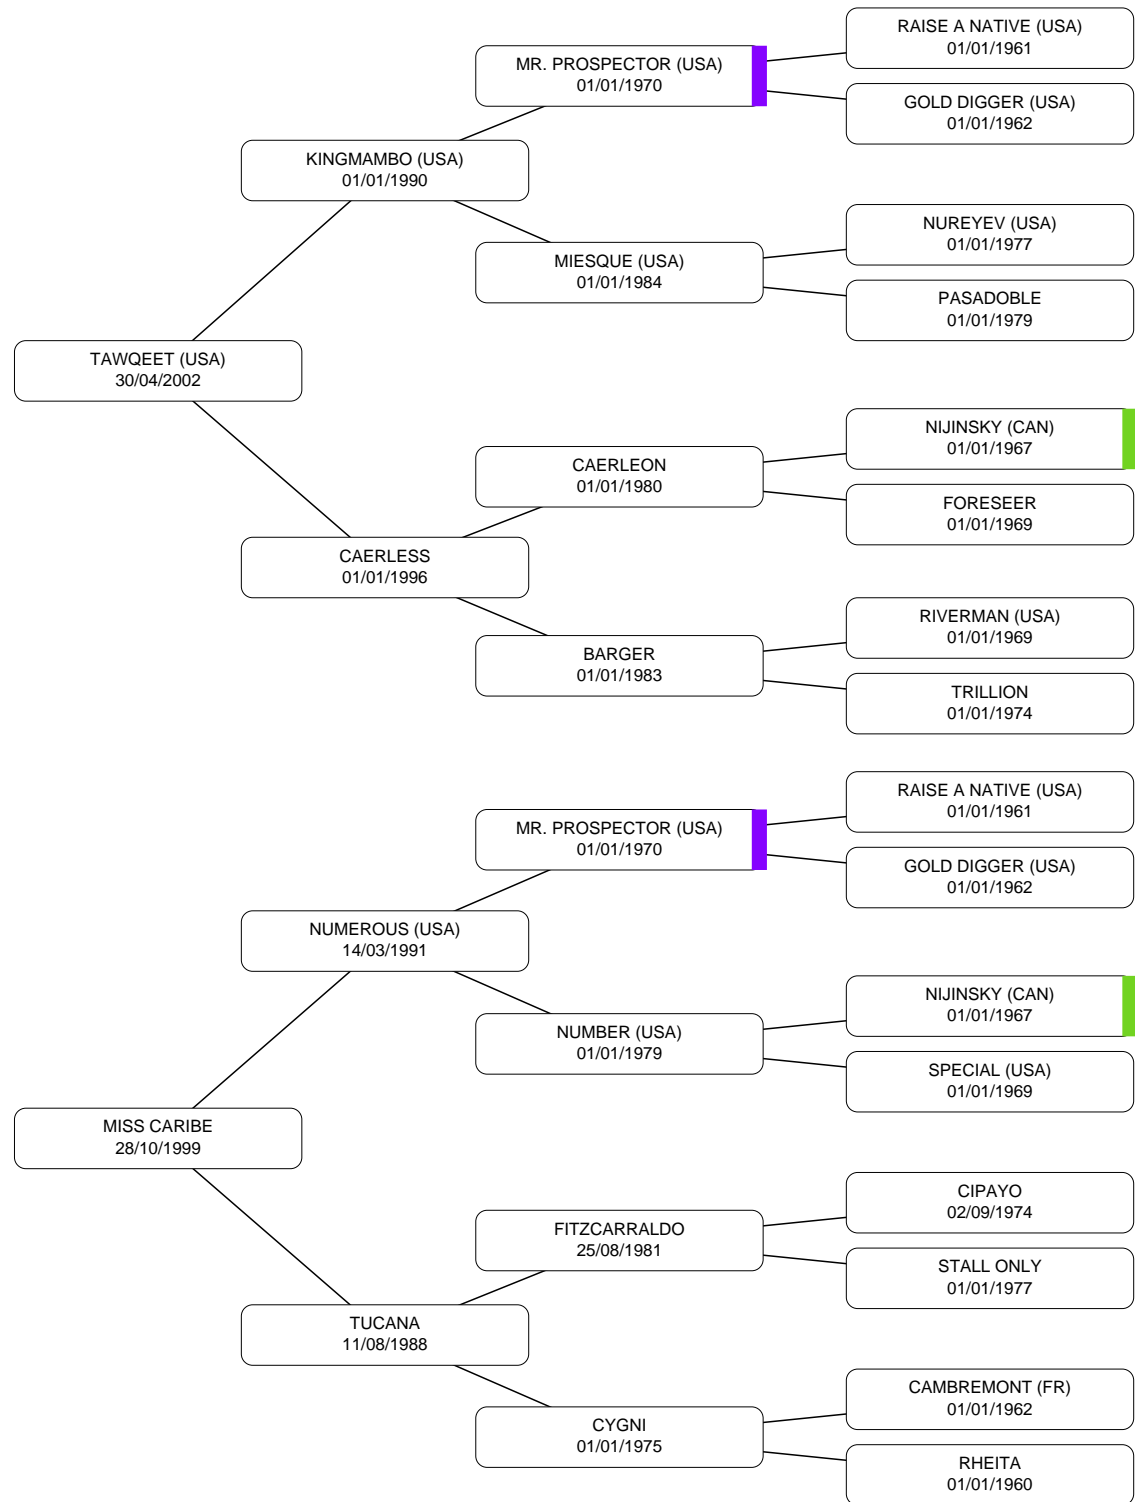 RAISE A NATIVE (USA)
01/01/1961
MR. PROSPECTOR (USA)
01/01/1970
GOLD DIGGER (USA)
01/01/1962
KINGMAMBO (USA)
01/01/1990
NUREYEV (USA)
01/01/1977
MIESQUE (USA)
01/01/1984
PASADOBLE
01/01/1979
TAWQEET (USA)
30/04/2002
NIJINSKY (CAN)
01/01/1967
CAERLEON
01/01/1980
FORESEER
01/01/1969
CAERLESS
01/01/1996
RIVERMAN (USA)
01/01/1969
BARGER
01/01/1983
TRILLION
01/01/1974
RAISE A NATIVE (USA)
01/01/1961
MR. PROSPECTOR (USA)
01/01/1970
GOLD DIGGER (USA)
01/01/1962
NUMEROUS (USA)
14/03/1991
NIJINSKY (CAN)
01/01/1967
NUMBER (USA)
01/01/1979
SPECIAL (USA)
01/01/1969
MISS CARIBE
28/10/1999
CIPAYO
02/09/1974
FITZCARRALDO
25/08/1981
STALL ONLY
01/01/1977
TUCANA
11/08/1988
CAMBREMONT (FR)
01/01/1962
CYGNI
01/01/1975
RHEITA
01/01/1960